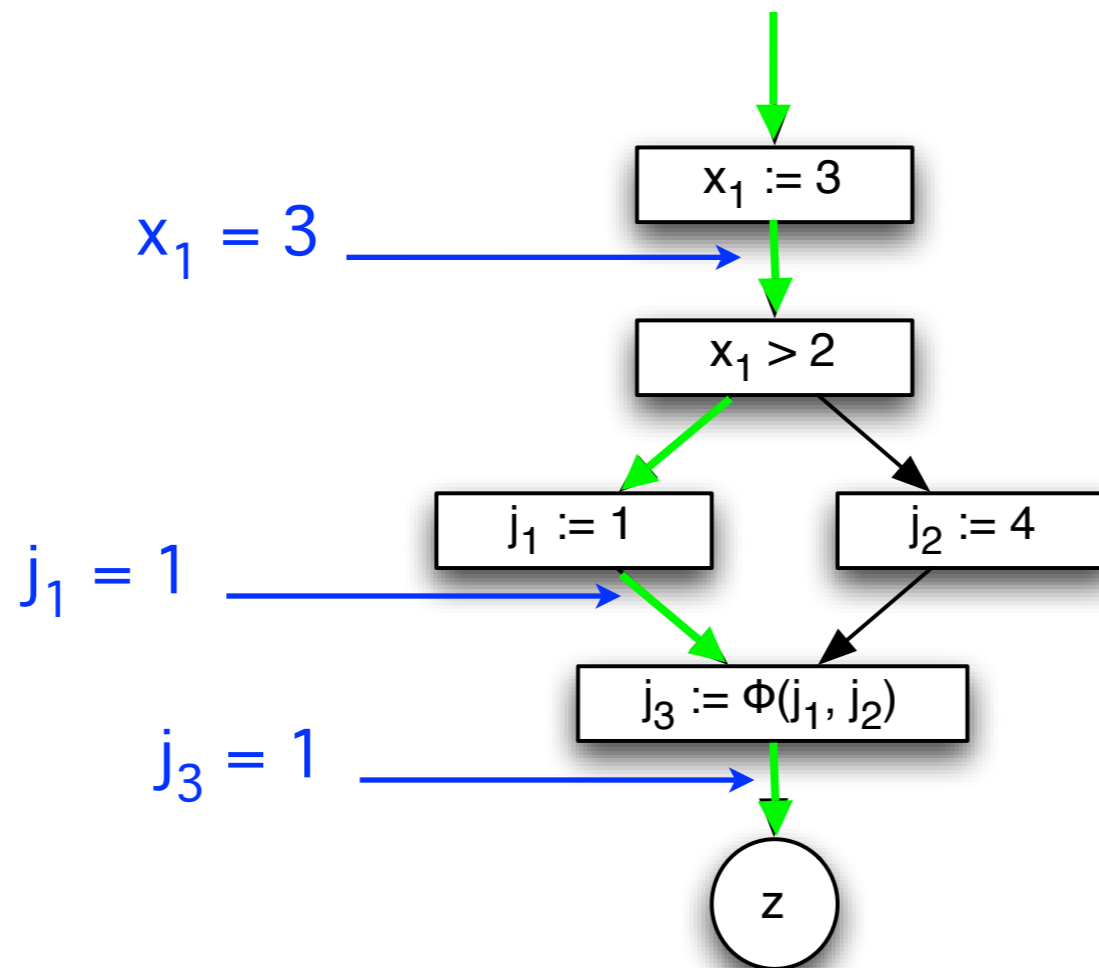 x₁ := 3
x₁ = 3
x₁ > 2
j₁ := 1
j₂ := 4
j₁ = 1
j₃ := Φ(j₁, j₂)
j₃ = 1
z